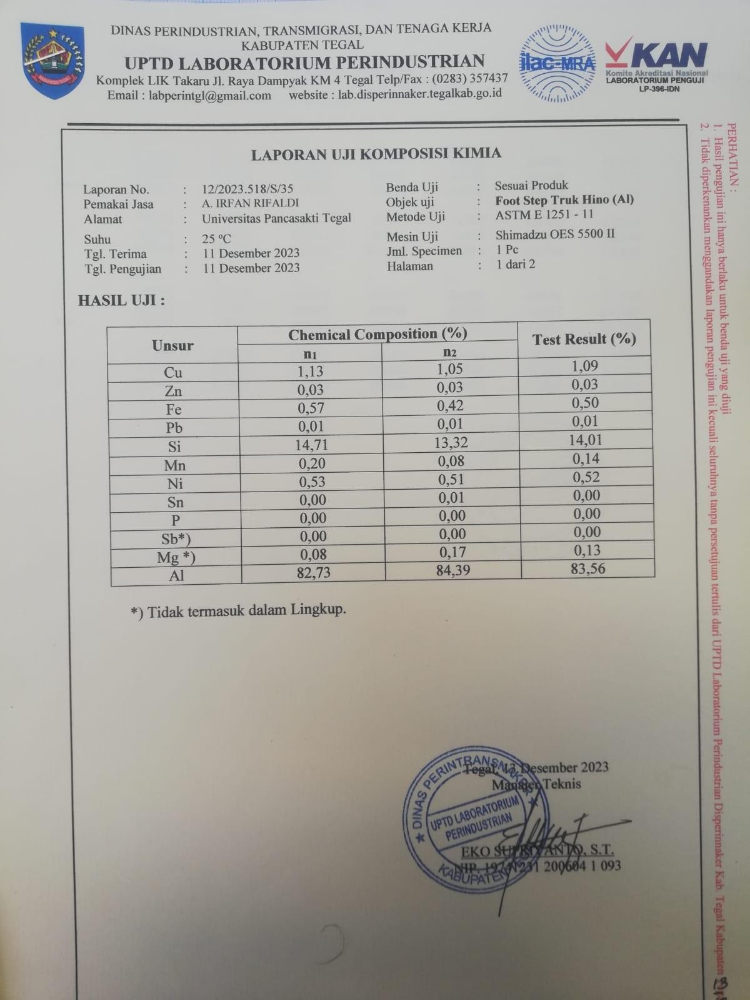 DINAS PERINDUSTRIAN, TRANSMIGRASI, DAN TENAGA KERJA
KABUPATEN TEGAL
UPTD LABORATORIUM PERINDUSTRIAN
Komplek LIK Takaru Jl. Raya Dampyak KM 4 Tegal Telp/Fax : (0283) 357437
Email : labperintgl@gmail.com website : lab.disperinnaker.tegalkab.go.id
KABUPATEN TEGAL
ilac-MRA
KAN
Komite Akreditasi Nasional
LABORATORIUM PENGUJI
LP-396-IDN
LAPORAN UJI KOMPOSISI KIMIA
Laporan No. : 12/2023.518/S/35
Pemakai Jasa : A. IRFAN RIFALDI
Alamat : Universitas Pancasakti Tegal
Suhu : 25 ºC
Tgl. Terima : 11 Desember 2023
Tgl. Pengujian : 11 Desember 2023
Benda Uji : Sesuai Produk
Objek uji : Foot Step Truk Hino (Al)
Metode Uji : ASTM E 1251 - 11
Mesin Uji : Shimadzu OES 5500 II
Jml. Specimen : 1 Pc
Halaman : 1 dari 2
HASIL UJI :
Unsur Chemical Composition (%) Test Result (%)
n1 n2
Cu 1,13 1,05 1,09
Zn 0,03 0,03 0,03
Fe 0,57 0,42 0,50
Pb 0,01 0,01 0,01
Si 14,71 13,32 14,01
Mn 0,20 0,08 0,14
Ni 0,53 0,51 0,52
Sn 0,00 0,01 0,00
P 0,00 0,00 0,00
Sb*) 0,00 0,00 0,00
Mg *) 0,08 0,17 0,13
Al 82,73 84,39 83,56
*) Tidak termasuk dalam Lingkup.
Tegal, 13 Desember 2023
Manajer Teknis
EKO SUPRIYANTO, S.T.
NIP. 19741231 200604 1 093
DINAS PERINTRANSNAKER
UPTD LABORATORIUM
PERINDUSTRIAN
KABUPATEN
PERHATIAN :
1. Hasil pengujian ini hanya berlaku untuk benda uji yang diuji
2. Tidak diperkenankan menggandakan laporan pengujian ini kecuali seluruhnya tanpa persetujuan tertulis dari UPTD Laboratorium Perindustrian Disperinnaker Kab. Tegal Kabupaten